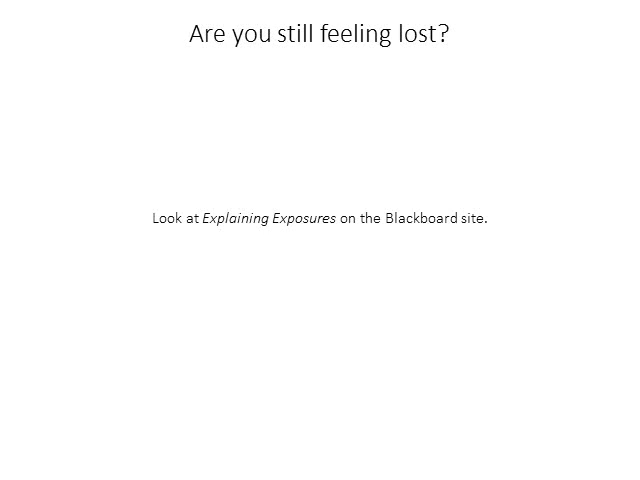 Are you still feeling lost?
Look at Explaining Exposures on the Blackboard site.